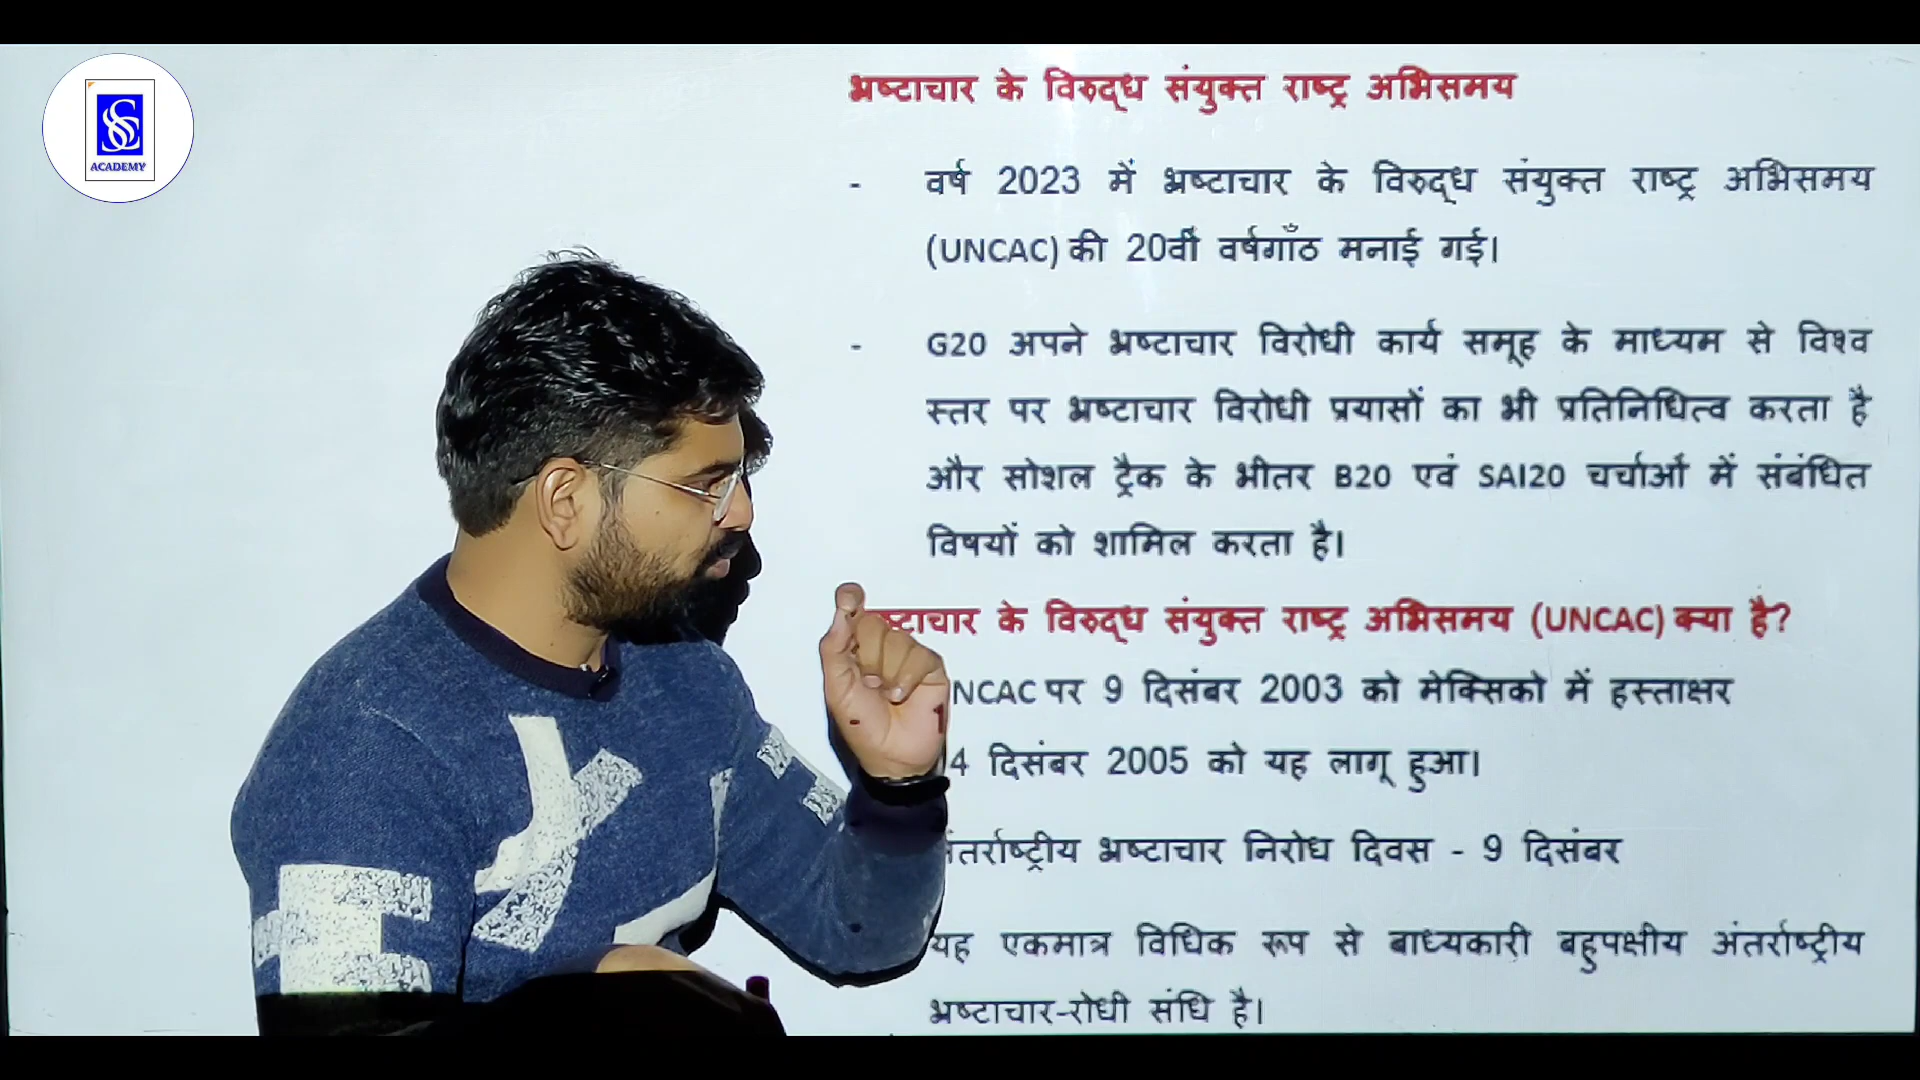 SSC
ACADEMY
भ्रष्टाचार के विरुद्ध संयुक्त राष्ट्र अभिसमय
- वर्ष 2023 में भ्रष्टाचार के विरुद्ध संयुक्त राष्ट्र अभिसमय
(UNCAC) की 20वीं वर्षगाँठ मनाई गई।
- G20 अपने भ्रष्टाचार विरोधी कार्य समूह के माध्यम से विश्व
स्तर पर भ्रष्टाचार विरोधी प्रयासों का भी प्रतिनिधित्व करता है
और सोशल ट्रैक के भीतर B20 एवं SAI20 चर्चाओं में संबंधित
विषयों को शामिल करता है।
के विरुद्ध संयुक्त राष्ट्र अभिसमय (UNCAC) क्या है?
NCAC पर 9 दिसंबर 2003 को मेक्सिको में हस्ताक्षर
4 दिसंबर 2005 को यह लागू हुआ।
अंतर्राष्ट्रीय भ्रष्टाचार निरोध दिवस - 9 दिसंबर
यह एकमात्र विधिक रूप से बाध्यकारी बहुपक्षीय अंतर्राष्ट्रीय
भ्रष्टाचार-रोधी संधि है।